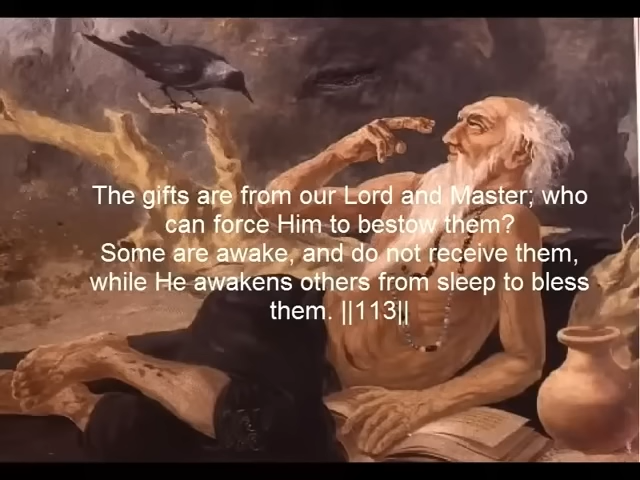 The gifts are from our Lord and Master; who
can force Him to bestow them?
Some are awake, and do not receive them,
while He awakens others from sleep to bless
them. ||113||